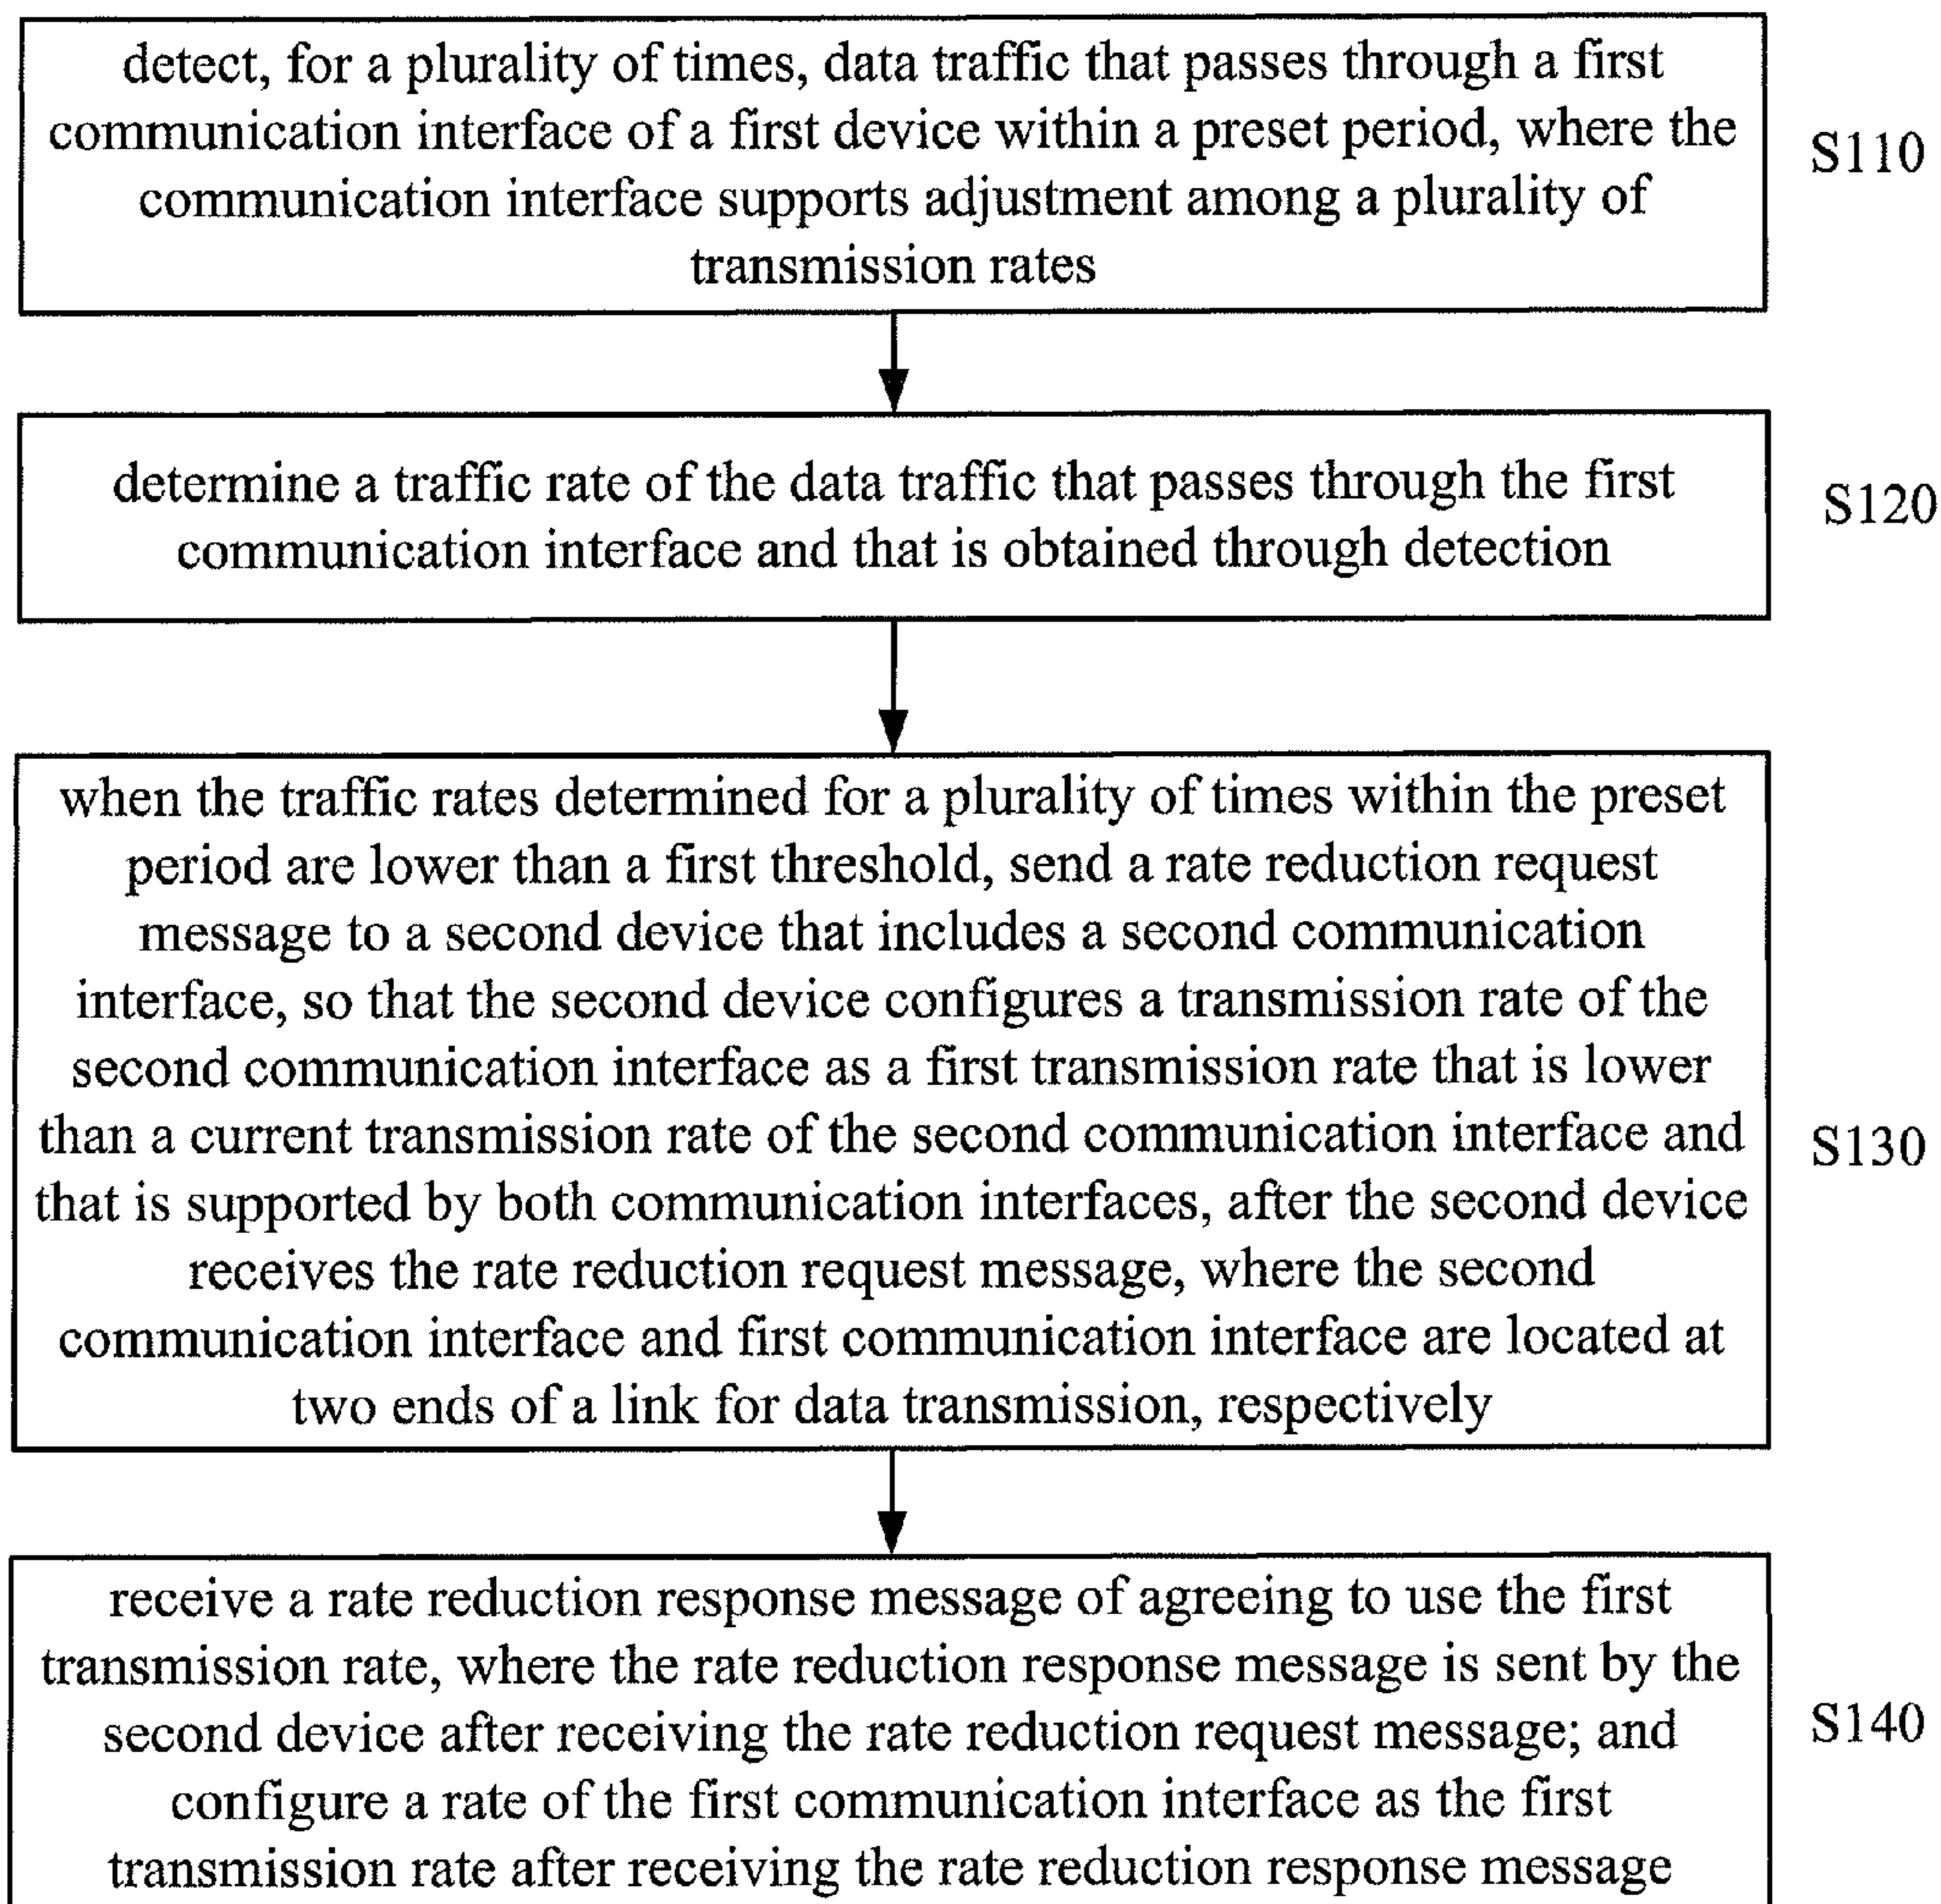 detect, for a plurality of times, data traffic that passes through a first
communication interface of a first device within a preset period, where the
communication interface supports adjustment among a plurality of
transmission rates
S110
determine a traffic rate of the data traffic that passes through the first
communication interface and that is obtained through detection
S120
when the traffic rates determined for a plurality of times within the preset
period are lower than a first threshold, send a rate reduction request
message to a second device that includes a second communication
interface, so that the second device configures a transmission rate of the
second communication interface as a first transmission rate that is lower
than a current transmission rate of the second communication interface and
that is supported by both communication interfaces, after the second device
receives the rate reduction request message, where the second
communication interface and first communication interface are located at
two ends of a link for data transmission, respectively
S130
receive a rate reduction response message of agreeing to use the first
transmission rate, where the rate reduction response message is sent by the
second device after receiving the rate reduction request message; and
configure a rate of the first communication interface as the first
transmission rate after receiving the rate reduction response message
S140